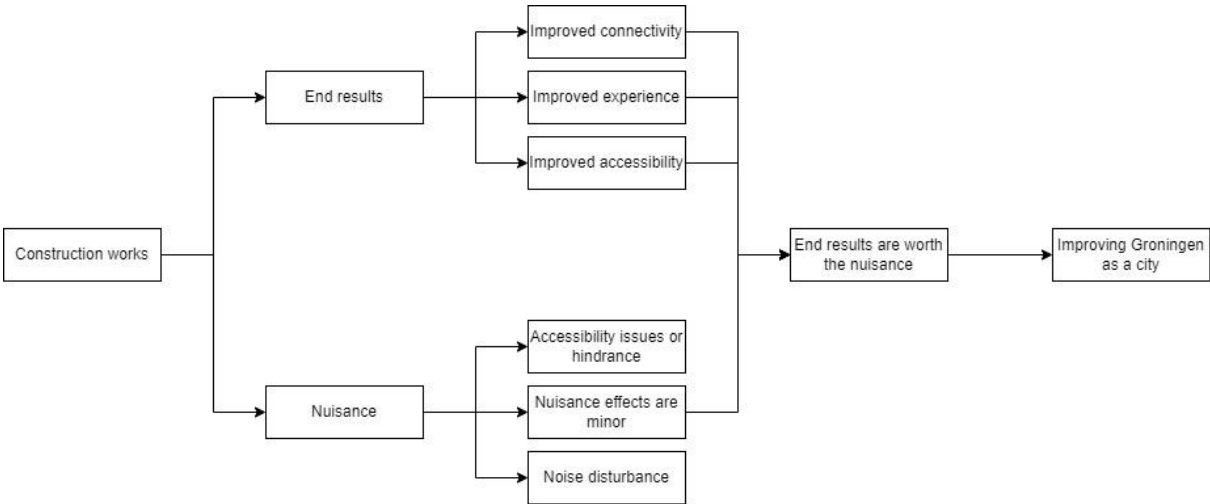 Improved connectivity
End results
Improved experience
Improved accessibility
Construction works
End results are worth
the nuisance
Improving Groningen
as a city
Accessibility issues or
hindrance
Nuisance
Nuisance effects are
minor
Noise disturbance